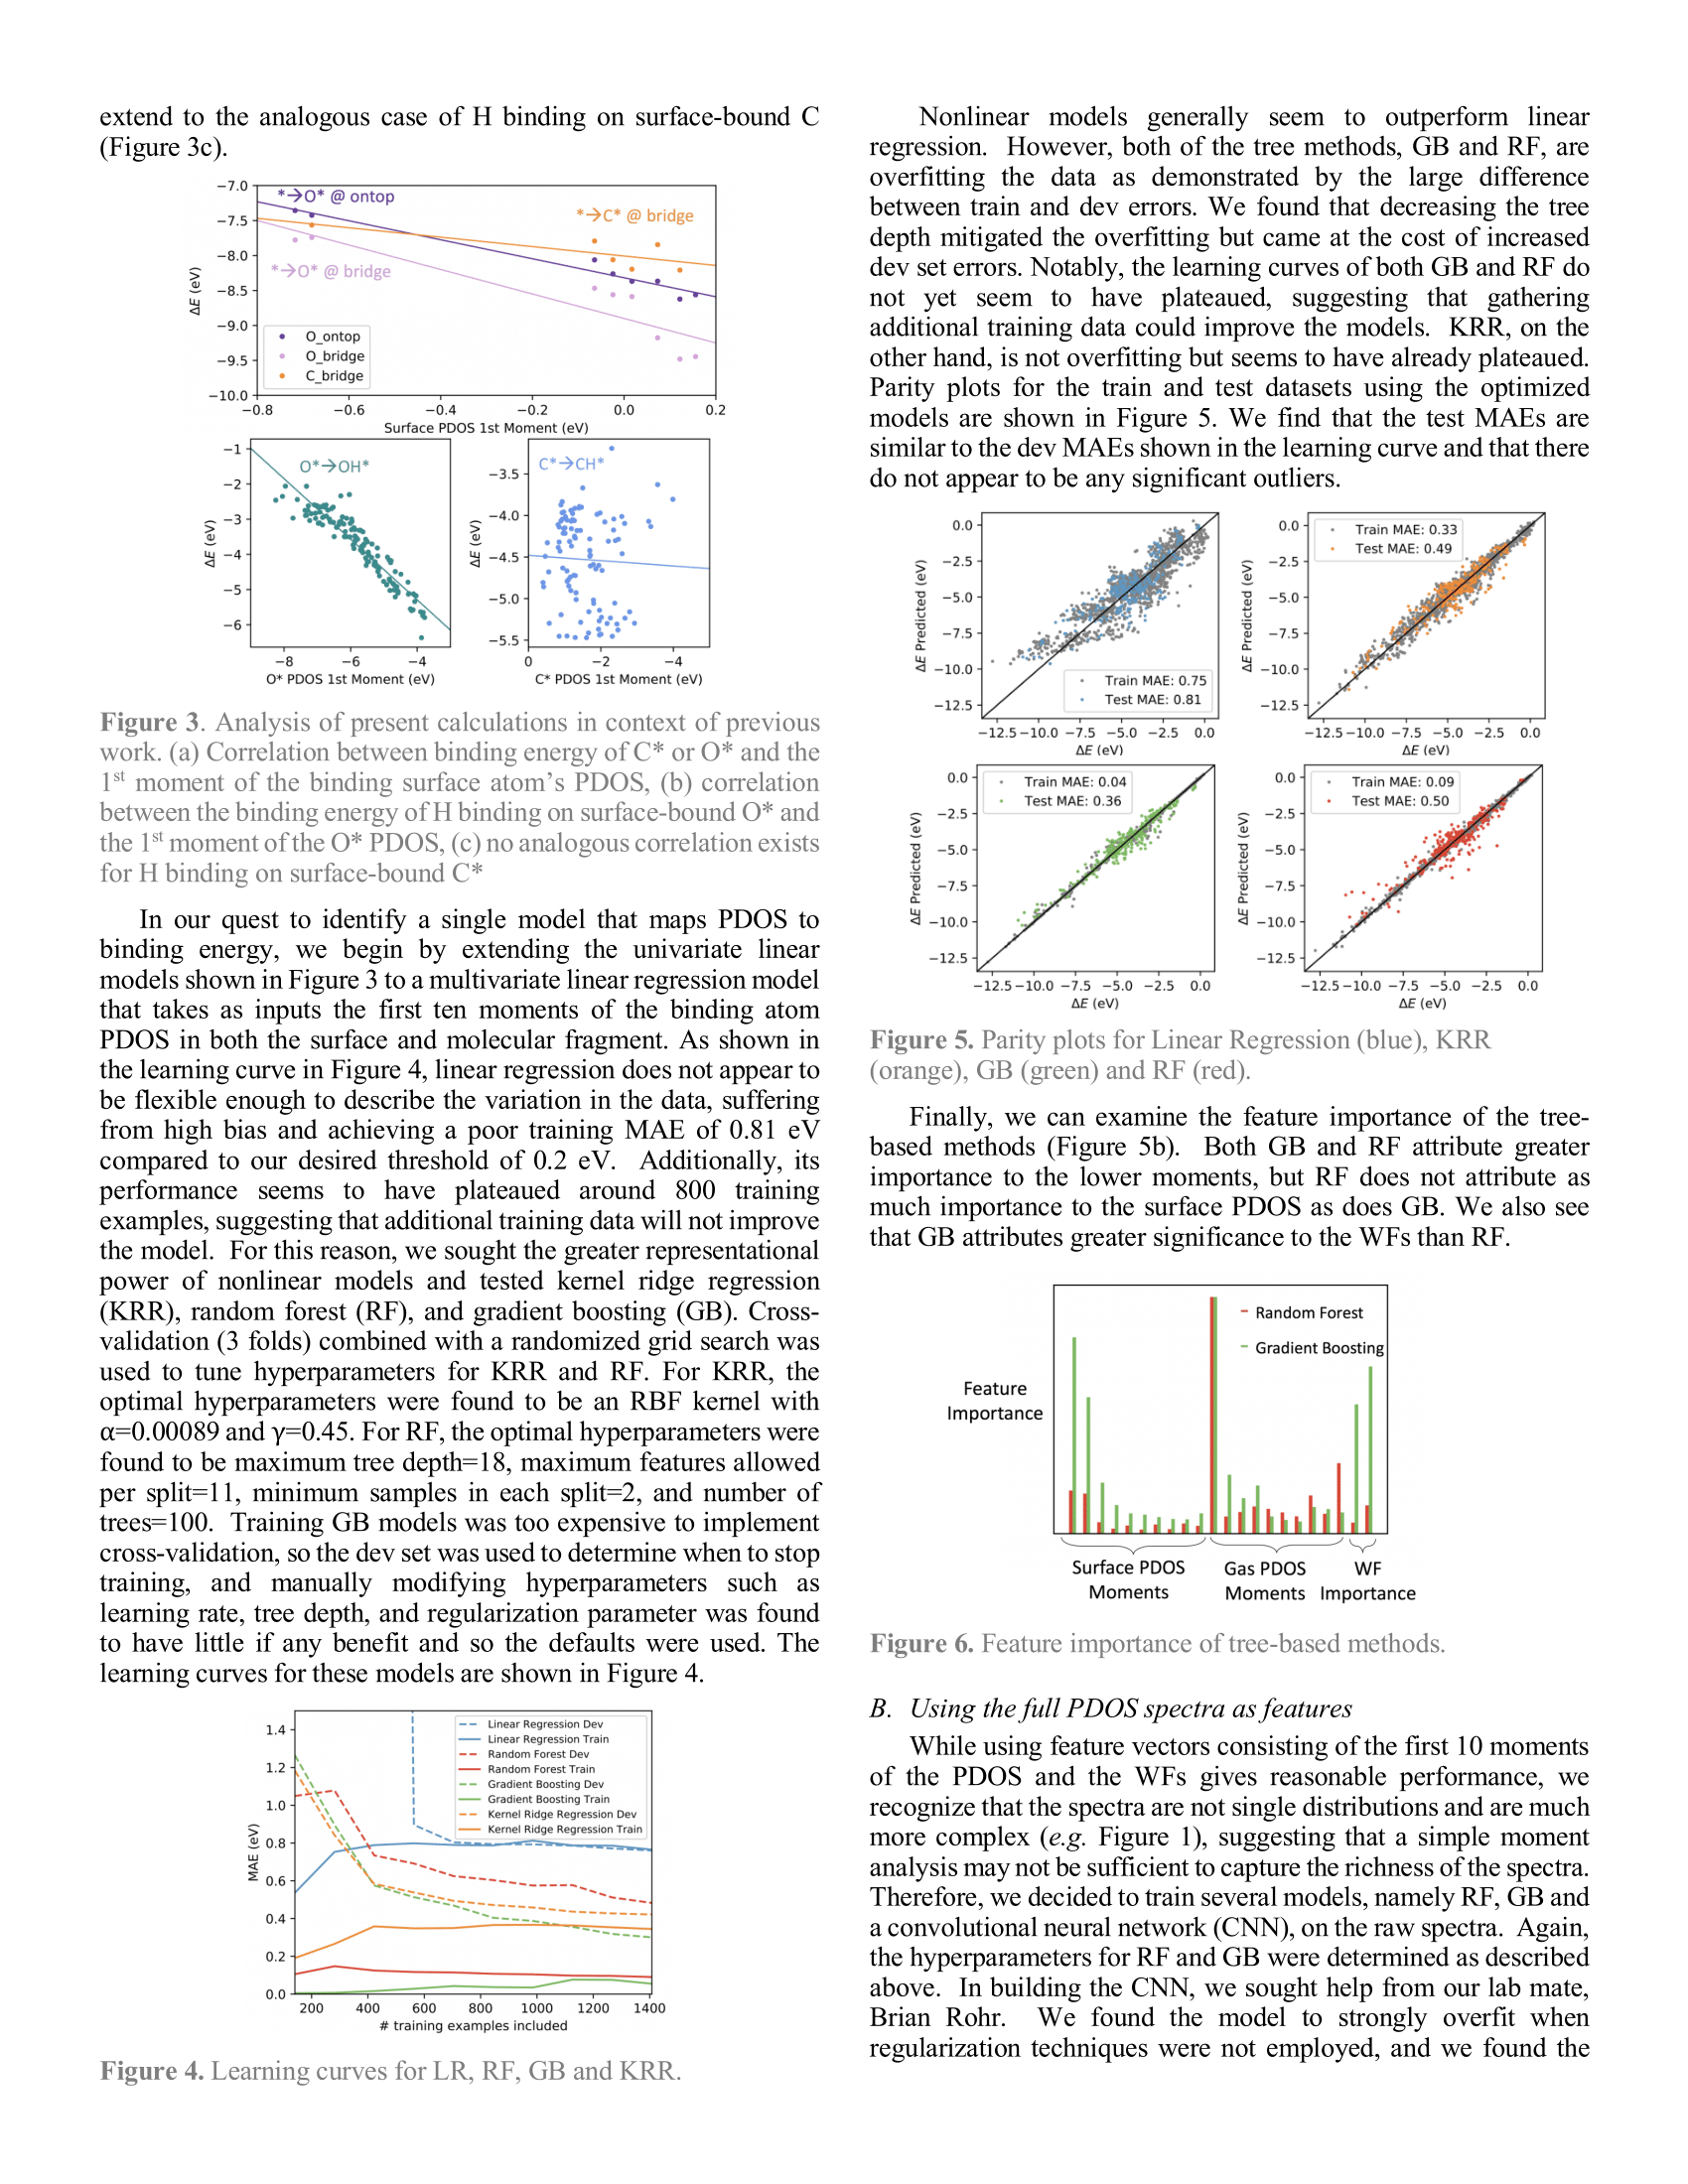 extend to the analogous case of H binding on surface-bound C
(Figure 3c).
−7.0
−7.5
−8.0
−8.5
−9.0
−9.5
−10.0
ΔE (eV)
*→O* @ ontop
*→C* @ bridge
*→O* @ bridge
O_ontop
O_bridge
C_bridge
−0.8 −0.6 −0.4 −0.2 0.0 0.2
Surface PDOS 1st Moment (eV)
−1
−2
−3
−4
−5
−6
ΔE (eV)
O*→OH*
−8 −6 −4
O* PDOS 1st Moment (eV)
−3.5
−4.0
−4.5
−5.0
−5.5
ΔE (eV)
C*→CH*
0 −2 −4
C* PDOS 1st Moment (eV)
Figure 3. Analysis of present calculations in context of previous
work. (a) Correlation between binding energy of C* or O* and the
1st moment of the binding surface atom's PDOS, (b) correlation
between the binding energy of H binding on surface-bound O* and
the 1st moment of the O* PDOS, (c) no analogous correlation exists
for H binding on surface-bound C*
In our quest to identify a single model that maps PDOS to
binding energy, we begin by extending the univariate linear
models shown in Figure 3 to a multivariate linear regression model
that takes as inputs the first ten moments of the binding atom
PDOS in both the surface and molecular fragment. As shown in
the learning curve in Figure 4, linear regression does not appear to
be flexible enough to describe the variation in the data, suffering
from high bias and achieving a poor training MAE of 0.81 eV
compared to our desired threshold of 0.2 eV. Additionally, its
performance seems to have plateaued around 800 training
examples, suggesting that additional training data will not improve
the model. For this reason, we sought the greater representational
power of nonlinear models and tested kernel ridge regression
(KRR), random forest (RF), and gradient boosting (GB). Cross-
validation (3 folds) combined with a randomized grid search was
used to tune hyperparameters for KRR and RF. For KRR, the
optimal hyperparameters were found to be an RBF kernel with
α=0.00089 and γ=0.45. For RF, the optimal hyperparameters were
found to be maximum tree depth=18, maximum features allowed
per split=11, minimum samples in each split=2, and number of
trees=100. Training GB models was too expensive to implement
cross-validation, so the dev set was used to determine when to stop
training, and manually modifying hyperparameters such as
learning rate, tree depth, and regularization parameter was found
to have little if any benefit and so the defaults were used. The
learning curves for these models are shown in Figure 4.
1.4
1.2
1.0
0.8
0.6
0.4
0.2
0.0
MAE (eV)
Linear Regression Dev
Linear Regression Train
Random Forest Dev
Random Forest Train
Gradient Boosting Dev
Gradient Boosting Train
Kernel Ridge Regression Dev
Kernel Ridge Regression Train
200 400 600 800 1000 1200 1400
# training examples included
Figure 4. Learning curves for LR, RF, GB and KRR.
Nonlinear models generally seem to outperform linear
regression. However, both of the tree methods, GB and RF, are
overfitting the data as demonstrated by the large difference
between train and dev errors. We found that decreasing the tree
depth mitigated the overfitting but came at the cost of increased
dev set errors. Notably, the learning curves of both GB and RF do
not yet seem to have plateaued, suggesting that gathering
additional training data could improve the models. KRR, on the
other hand, is not overfitting but seems to have already plateaued.
Parity plots for the train and test datasets using the optimized
models are shown in Figure 5. We find that the test MAEs are
similar to the dev MAEs shown in the learning curve and that there
do not appear to be any significant outliers.
0.0
−2.5
−5.0
−7.5
−10.0
−12.5
ΔE Predicted (eV)
Train MAE: 0.75
Test MAE: 0.81
−12.5 −10.0 −7.5 −5.0 −2.5 0.0
ΔE (eV)
0.0
−2.5
−5.0
−7.5
−10.0
−12.5
ΔE Predicted (eV)
Train MAE: 0.33
Test MAE: 0.49
−12.5 −10.0 −7.5 −5.0 −2.5 0.0
ΔE (eV)
0.0
−2.5
−5.0
−7.5
−10.0
−12.5
ΔE Predicted (eV)
Train MAE: 0.04
Test MAE: 0.36
−12.5 −10.0 −7.5 −5.0 −2.5 0.0
ΔE (eV)
0.0
−2.5
−5.0
−7.5
−10.0
−12.5
ΔE Predicted (eV)
Train MAE: 0.09
Test MAE: 0.50
−12.5 −10.0 −7.5 −5.0 −2.5 0.0
ΔE (eV)
Figure 5. Parity plots for Linear Regression (blue), KRR
(orange), GB (green) and RF (red).
Finally, we can examine the feature importance of the tree-
based methods (Figure 5b). Both GB and RF attribute greater
importance to the lower moments, but RF does not attribute as
much importance to the surface PDOS as does GB. We also see
that GB attributes greater significance to the WFs than RF.
Random Forest
Gradient Boosting
Feature
Importance
Surface PDOS
Moments
Gas PDOS
Moments
WF
Importance
Figure 6. Feature importance of tree-based methods.
B. Using the full PDOS spectra as features
While using feature vectors consisting of the first 10 moments
of the PDOS and the WFs gives reasonable performance, we
recognize that the spectra are not single distributions and are much
more complex (e.g. Figure 1), suggesting that a simple moment
analysis may not be sufficient to capture the richness of the spectra.
Therefore, we decided to train several models, namely RF, GB and
a convolutional neural network (CNN), on the raw spectra. Again,
the hyperparameters for RF and GB were determined as described
above. In building the CNN, we sought help from our lab mate,
Brian Rohr. We found the model to strongly overfit when
regularization techniques were not employed, and we found the